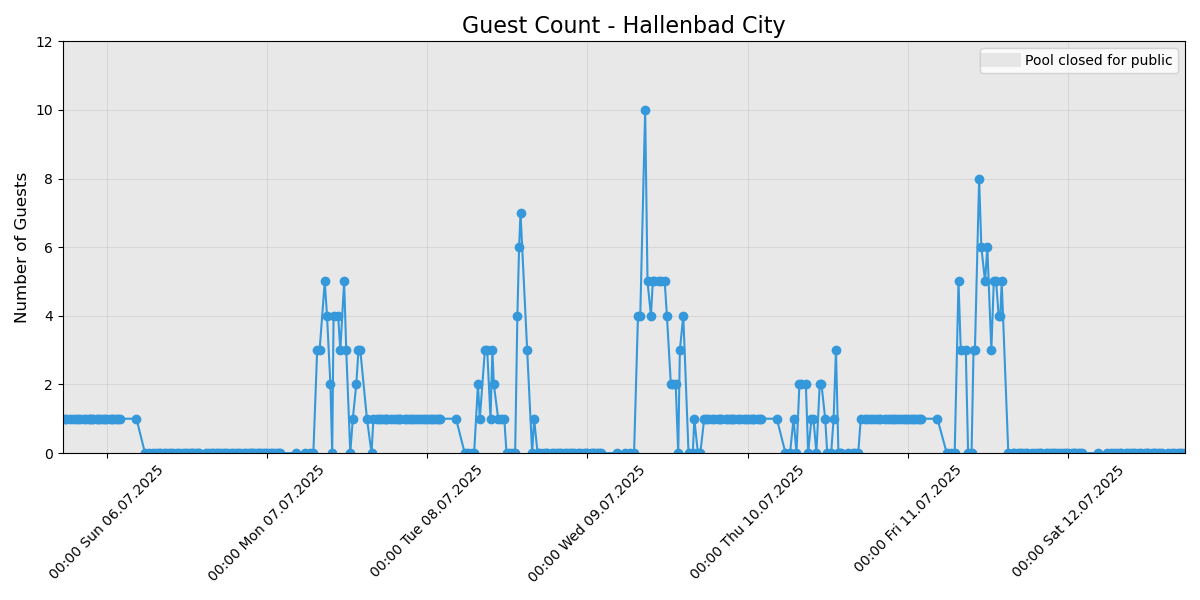 Guest Count - Hallenbad City
Pool closed for public
Number of Guests
12
10
8
6
4
2
0
00:00 Sun 06.07.2025
00:00 Mon 07.07.2025
00:00 Tue 08.07.2025
00:00 Wed 09.07.2025
00:00 Thu 10.07.2025
00:00 Fri 11.07.2025
00:00 Sat 12.07.2025